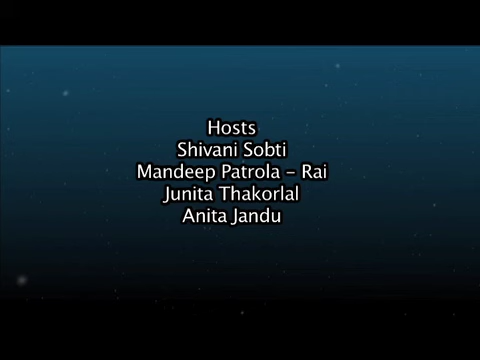 Hosts
Shivani Sobti
Mandeep Patrola - Rai
Junita Thakorlal
Anita Jandu